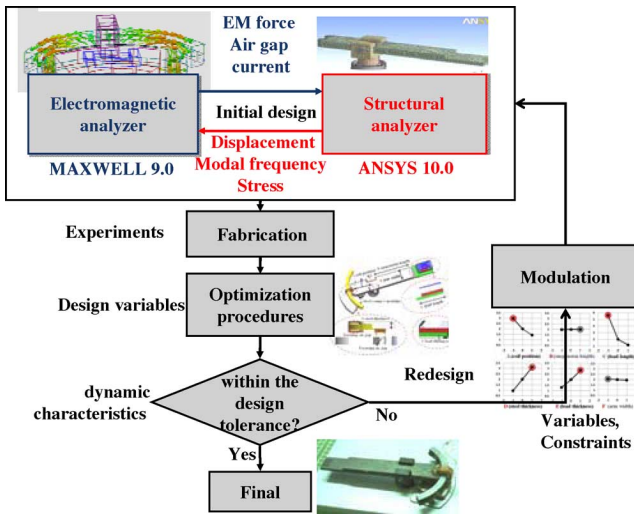 EM force
Air gap
current
Electromagnetic
analyzer
Initial design
Structural
analyzer
MAXWELL 9.0
Displacement
Modal frequency
Stress
ANSYS 10.0
Experiments
Fabrication
Design variables
Optimization
procedures
Modulation
dynamic
characteristics
within the
design
tolerance?
Redesign
No
Variables,
Constraints
Yes
Final